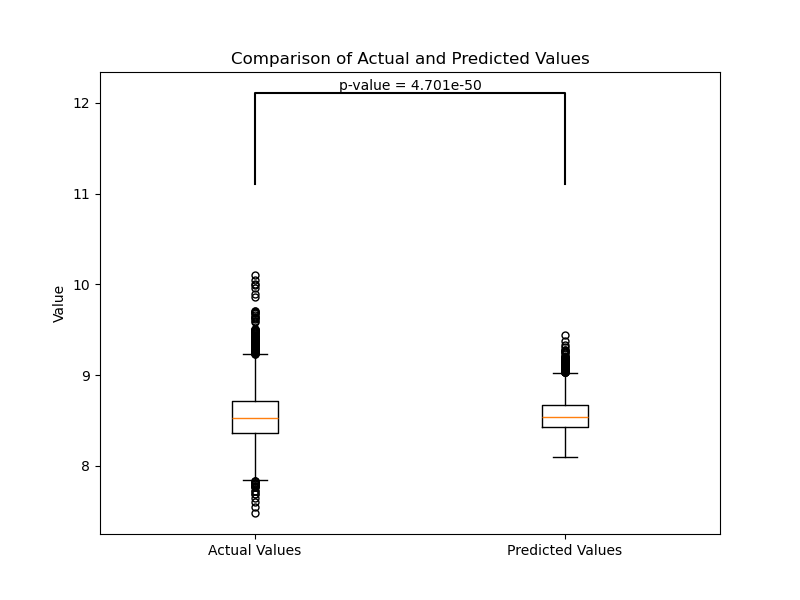 Comparison of Actual and Predicted Values
p-value = 4.701e-50
12
11
10
9
8
Value
Actual Values
Predicted Values